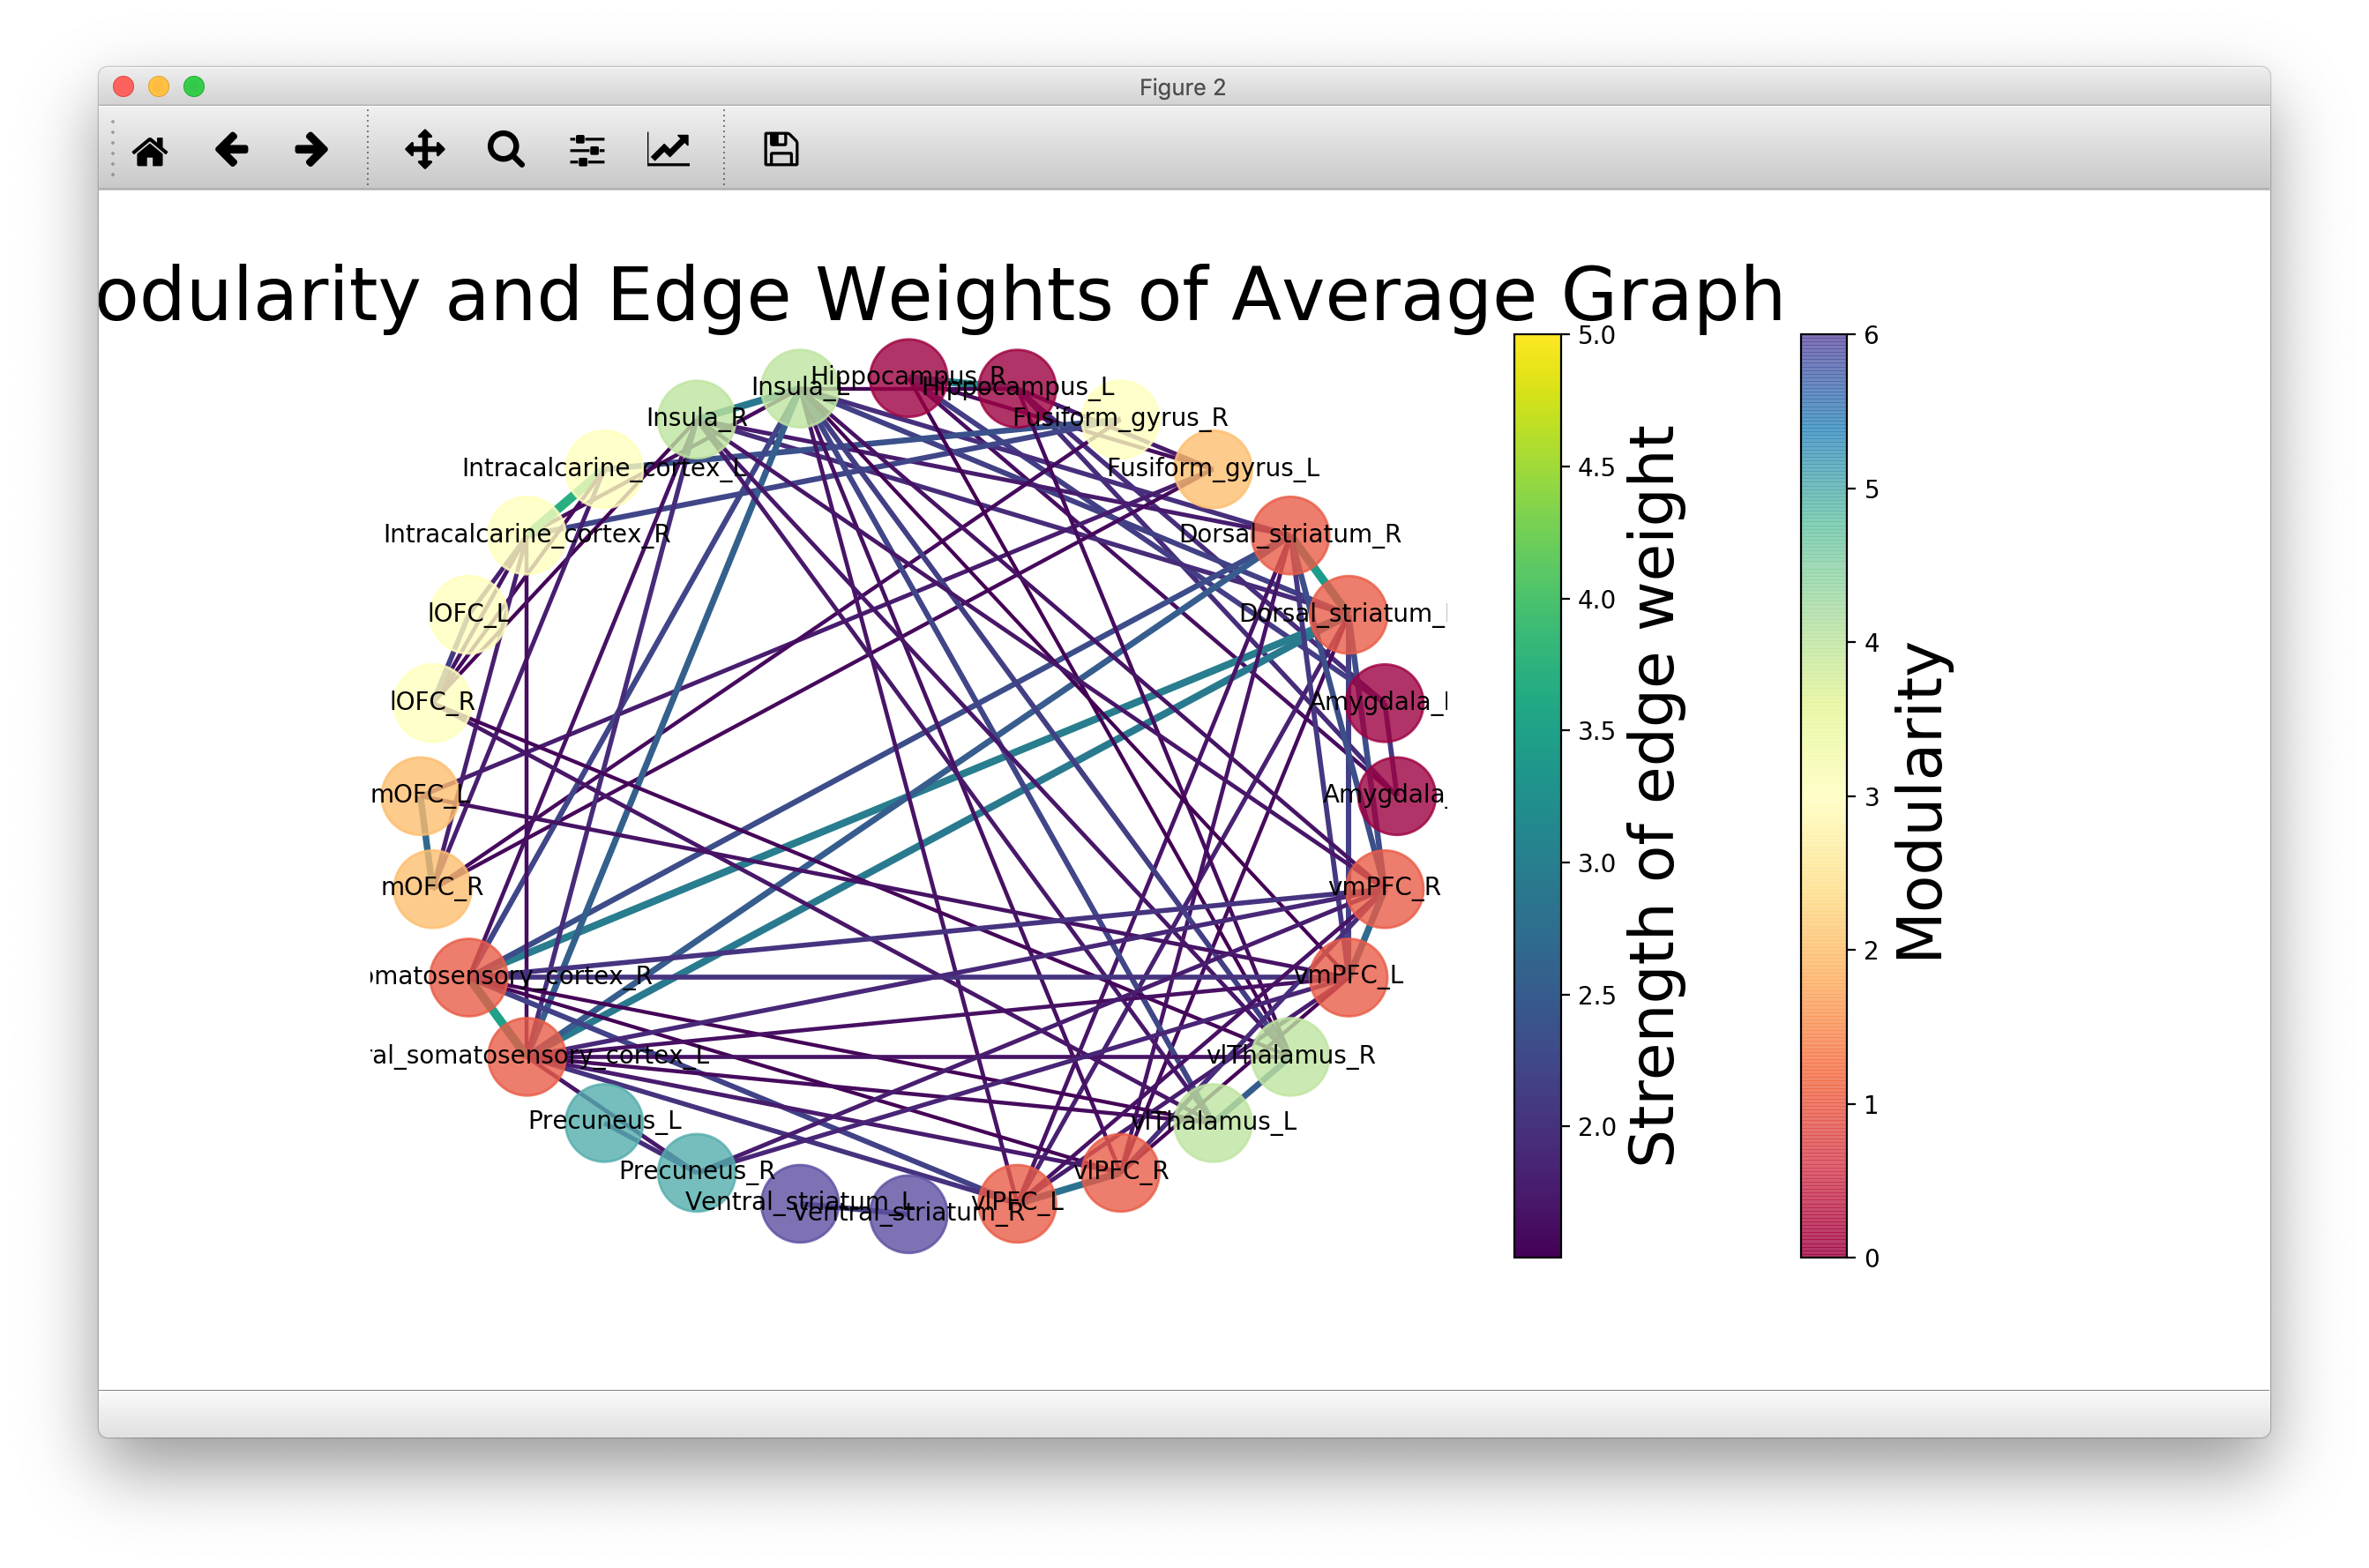 Figure 2
odularity and Edge Weights of Average Graph
Hippocampus_R
Insula_L
Hippocampus_L
Insula_R
Fusiform_gyrus_R
Intracalcarine_cortex_L
Fusiform_gyrus_L
Intracalcarine_cortex_R
Dorsal_striatum_R
lOFC_L
Dorsal_striatum_
lOFC_R
Amygdala_
mOFC_L
Amygdala_
mOFC_R
vmPFC_R
omatosensory_cortex_R
vmPFC_L
ral_somatosensory_cortex_L
vlThalamus_R
Precuneus_L
vlThalamus_L
Precuneus_R
vlPFC_R
Ventral_striatum_L
vlPFC_L
Ventral_striatum_R
5.0
4.5
4.0
3.5
3.0
2.5
2.0
Strength of edge weight
6
5
4
3
2
1
0
Modularity